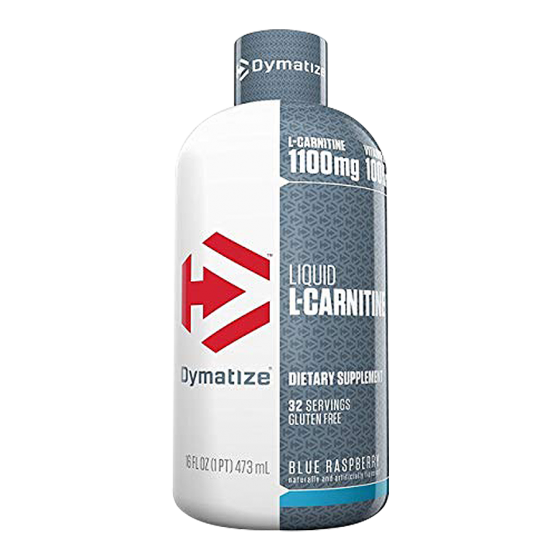 Dymatize
L-CARNITINE
1100mg
LIQUID
L-CARNITINE
DIETARY SUPPLEMENT
32 SERVINGS
GLUTEN FREE
BLUE RASPBERRY
naturally and artificially
Dymatize®
16 FL OZ (1 PT) 473 mL